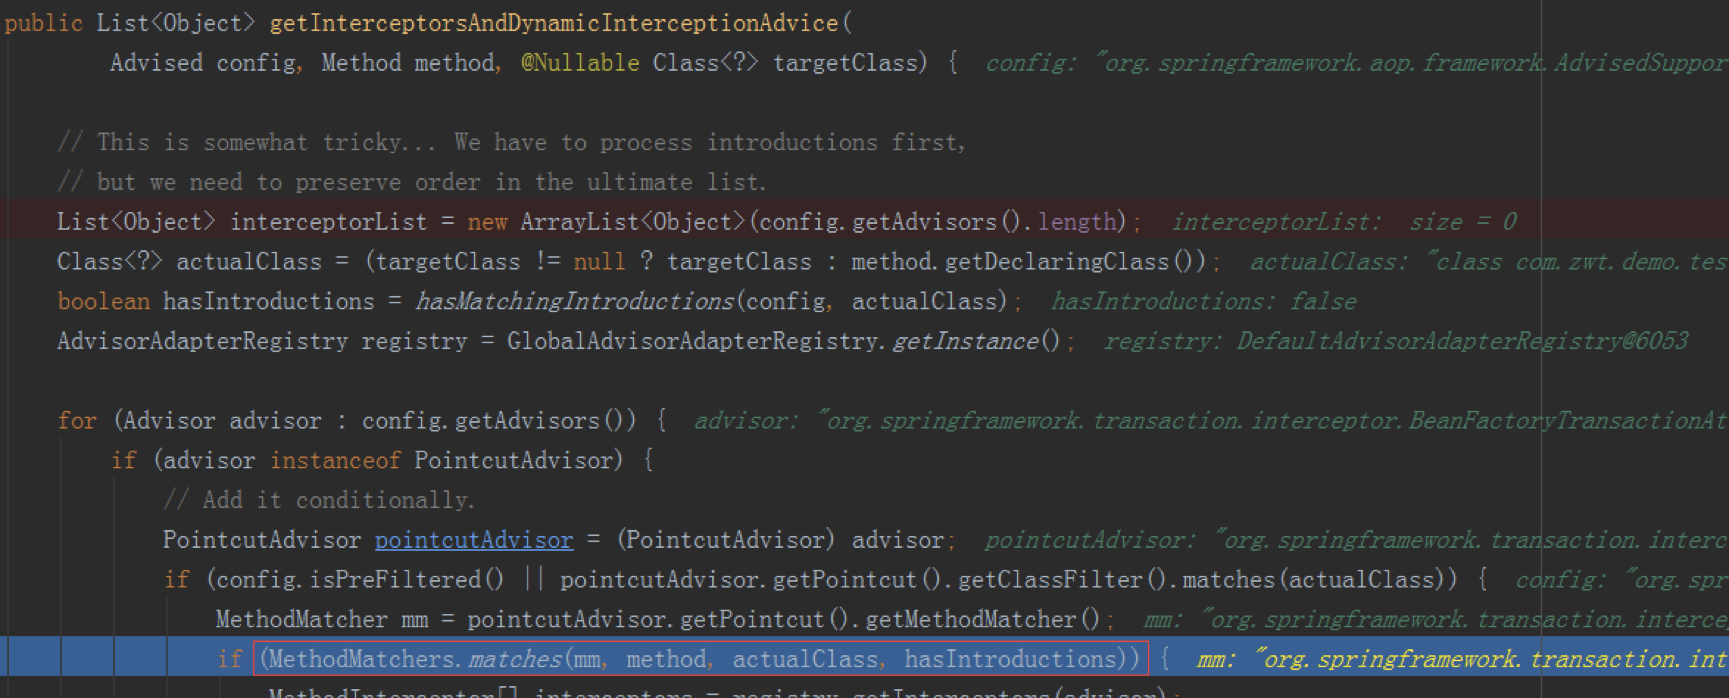 public List<Object> getInterceptorsAndDynamicInterceptionAdvice(
Advised config, Method method, @Nullable Class<?> targetClass) { config: "org.springframework.aop.framework.AdvisedSuppor
// This is somewhat tricky... We have to process introductions first,
// but we need to preserve order in the ultimate list.
List<Object> interceptorList = new ArrayList<Object>(config.getAdvisors().length); interceptorList: size = 0
Class<?> actualClass = (targetClass != null ? targetClass : method.getDeclaringClass()); actualClass: "class com.zwt.demo.tes
boolean hasIntroductions = hasMatchingIntroductions(config, actualClass); hasIntroductions: false
AdvisorAdapterRegistry registry = GlobalAdvisorAdapterRegistry.getInstance(); registry: DefaultAdvisorAdapterRegistry@6053
for (Advisor advisor : config.getAdvisors()) { advisor: "org.springframework.transaction.interceptor.BeanFactoryTransactionAt
if (advisor instanceof PointcutAdvisor) {
// Add it conditionally.
PointcutAdvisor pointcutAdvisor = (PointcutAdvisor) advisor; pointcutAdvisor: "org.springframework.transaction.interc
if (config.isPreFiltered() || pointcutAdvisor.getPointcut().getClassFilter().matches(actualClass)) { config: "org.spr
MethodMatcher mm = pointcutAdvisor.getPointcut().getMethodMatcher(); mm: "org.springframework.transaction.interce
if (MethodMatchers.matches(mm, method, actualClass, hasIntroductions)) { mm: "org.springframework.transaction.int
MethodInterceptor[] interceptors = registry.getInterceptors(advisor);